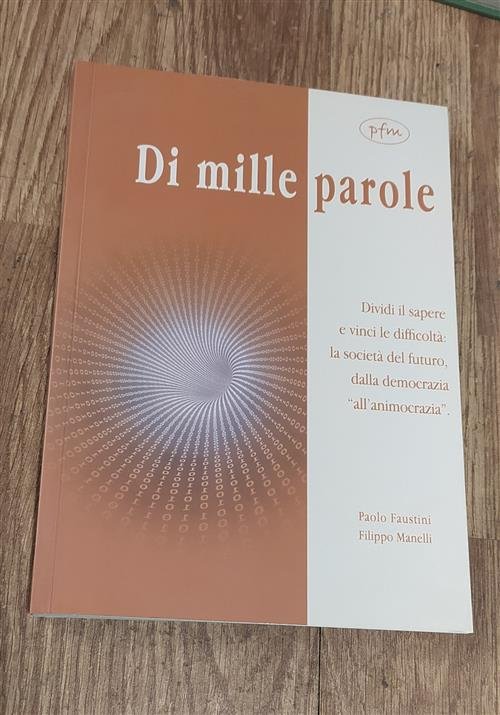 pfm
Di mille parole
Dividi il sapere
e vinci le difficoltà:
la società del futuro,
dalla democrazia
“all'animocrazia”.
Paolo Faustini
Filippo Manelli